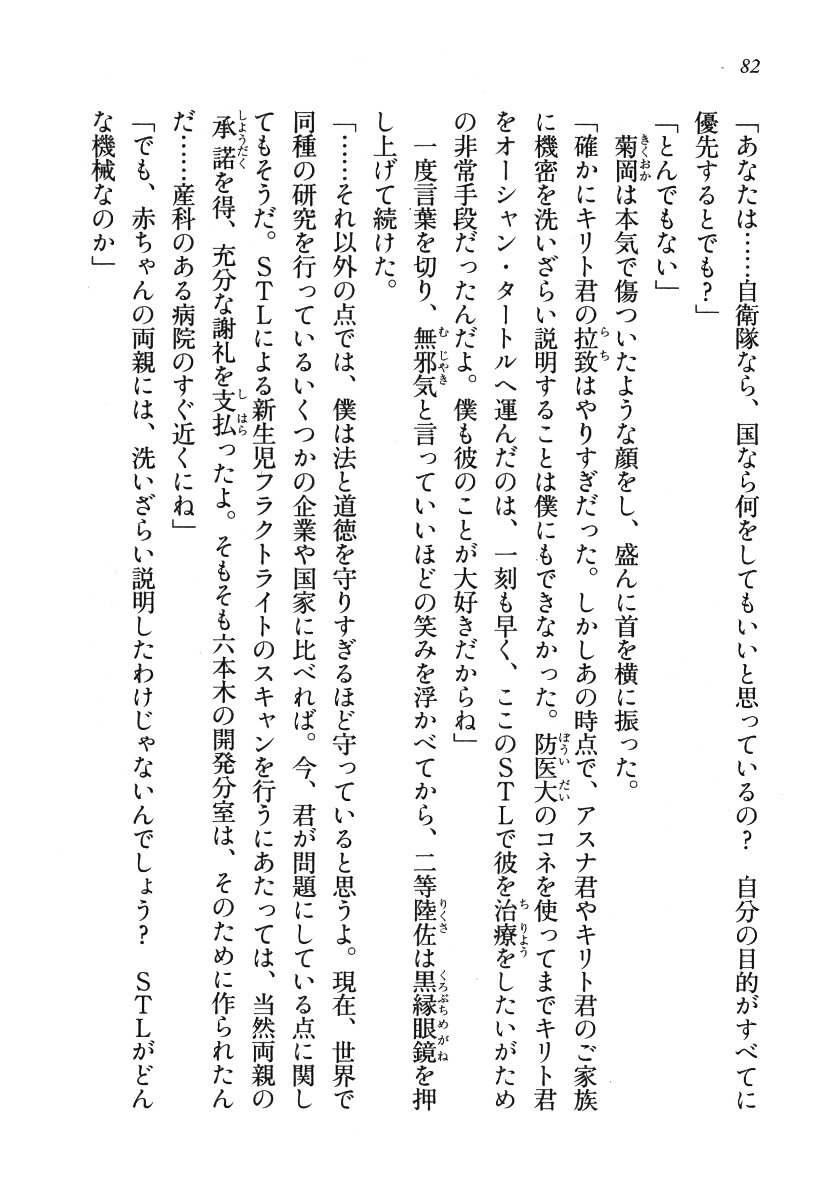 82
「あなたは……自衛隊なら、国なら何をしてもいいと思っているの？　自分の目的がすべてに
優先するとでも？」
「とんでもない」
　菊岡は本気で傷ついたような顔をし、盛んに首を横に振った。
「確かにキリト君の拉致はやりすぎだった。しかしあの時点で、アスナ君やキリト君のご家族
に機密を洗いざらい説明することは僕にもできなかった。防医大のコネを使ってまでキリト君
をオーシャン・タートルへ運んだのは、一刻も早く、ここのＳＴＬで彼を治療をしたいがため
の非常手段だったんだよ。僕も彼のことが大好きだからね」
　一度言葉を切り、無邪気と言っていいほどの笑みを浮かべてから、二等陸佐は黒縁眼鏡を押
し上げて続けた。
「……それ以外の点では、僕は法と道徳を守りすぎるほど守っていると思うよ。現在、世界で
同種の研究を行っているいくつかの企業や国家に比べれば。今、君が問題にしている点に関し
てもそうだ。ＳＴＬによる新生児フラクトライトのスキャンを行うにあたっては、当然両親の
承諾を得、充分な謝礼を支払ったよ。そもそも六本木の開発分室は、そのために作られたん
だ……産科のある病院のすぐ近くにね」
「でも、赤ちゃんの両親には、洗いざらい説明したわけじゃないんでしょう？　ＳＴＬがどん
な機械なのか」